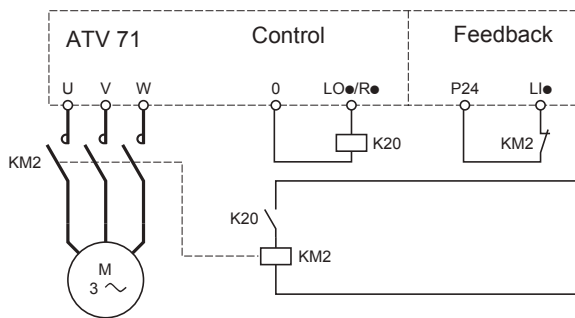 ATV 71 Control Feedback
U V W 0 LO●/R● P24 LI●
K20
KM2
KM2
K20
KM2
M
3 ~